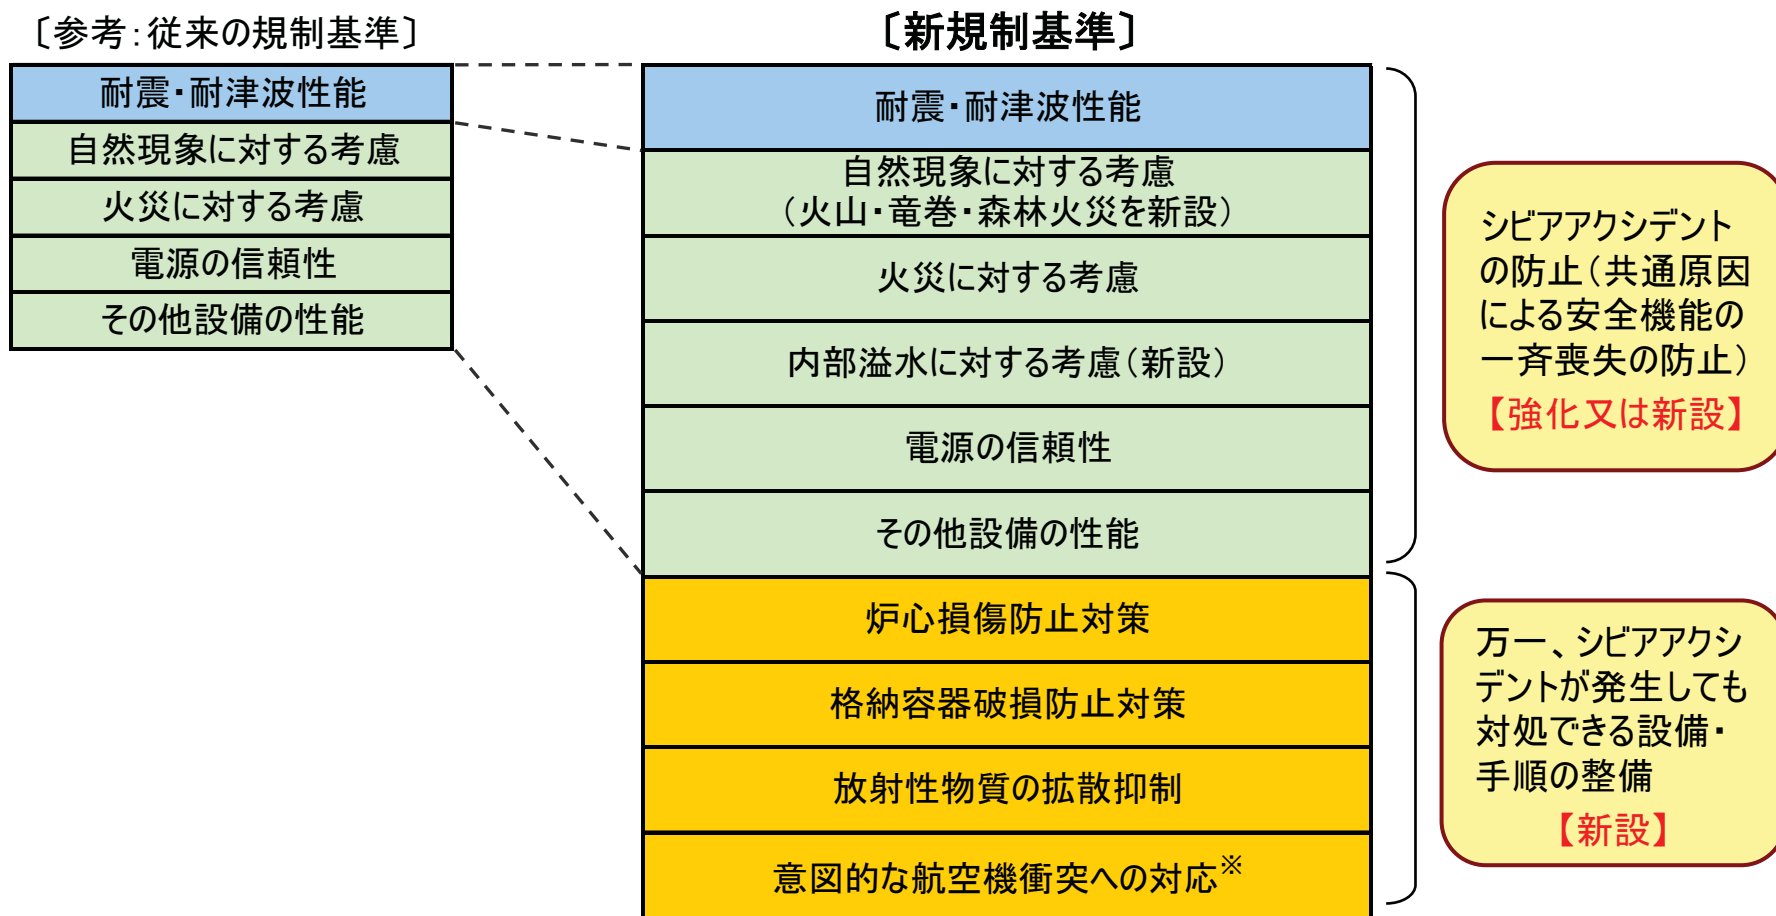 〔参考:従来の規制基準〕
耐震・耐津波性能
自然現象に対する考慮
火災に対する考慮
電源の信頼性
その他設備の性能
〔新規制基準〕
耐震・耐津波性能
自然現象に対する考慮
(火山・竜巻・森林火災を新設)
火災に対する考慮
内部溢水に対する考慮(新設)
電源の信頼性
その他設備の性能
炉心損傷防止対策
格納容器破損防止対策
放射性物質の拡散抑制
意図的な航空機衝突への対応※
シビアアクシデント
の防止(共通原因
による安全機能の
一斉喪失の防止)
【強化又は新設】
万一、シビアアクシ
デントが発生しても
対処できる設備・
手順の整備
【新設】